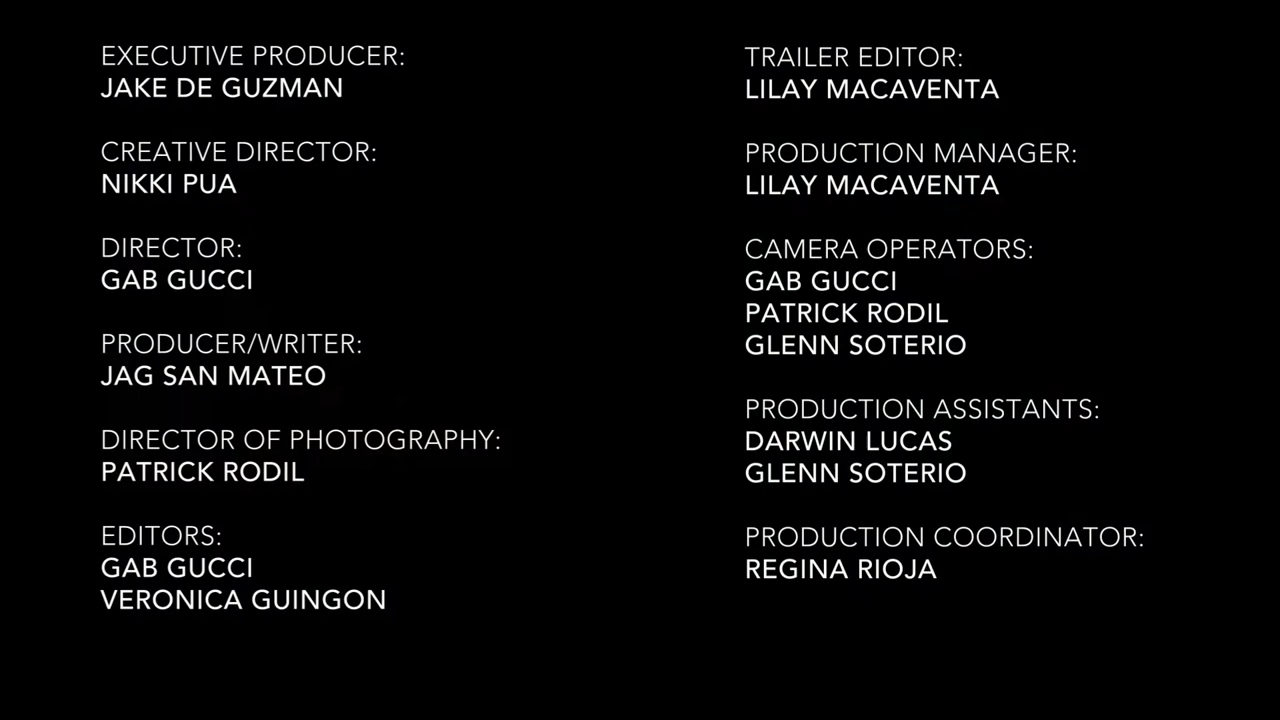 EXECUTIVE PRODUCER:
JAKE DE GUZMAN
CREATIVE DIRECTOR:
NIKKI PUA
DIRECTOR:
GAB GUCCI
PRODUCER/WRITER:
JAG SAN MATEO
DIRECTOR OF PHOTOGRAPHY:
PATRICK RODIL
EDITORS:
GAB GUCCI
VERONICA GUINGON
TRAILER EDITOR:
LILAY MACAVENTA
PRODUCTION MANAGER:
LILAY MACAVENTA
CAMERA OPERATORS:
GAB GUCCI
PATRICK RODIL
GLENN SOTERIO
PRODUCTION ASSISTANTS:
DARWIN LUCAS
GLENN SOTERIO
PRODUCTION COORDINATOR:
REGINA RIOJA